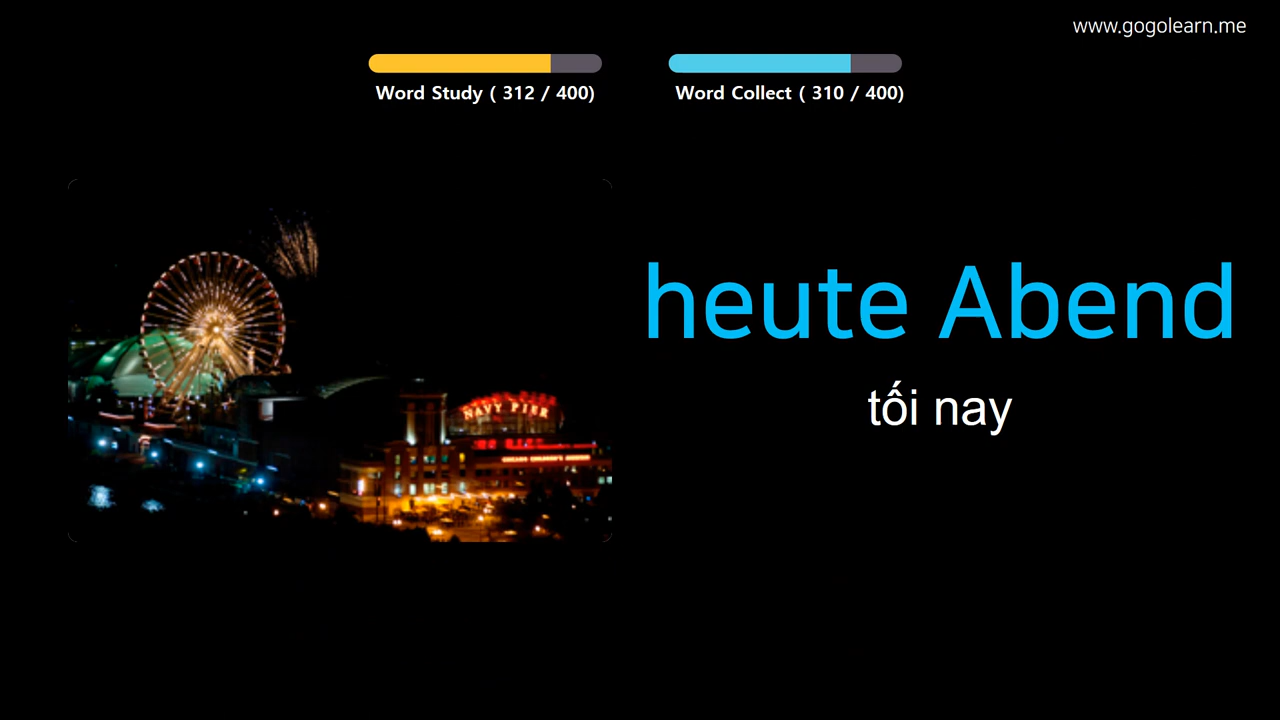 www.gogolearn.me
Word Study ( 312 / 400)
Word Collect ( 310 / 400)
heute Abend
tối nay
NAVY PIER